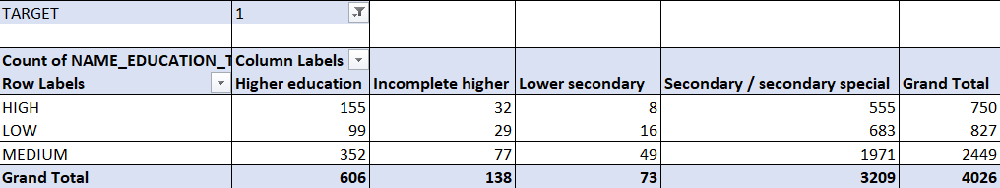 TARGET 1
Count of NAME_EDUCATION_T Column Labels
Row Labels Higher education Incomplete higher Lower secondary Secondary / secondary special Grand Total
HIGH 155 32 8 555 750
LOW 99 29 16 683 827
MEDIUM 352 77 49 1971 2449
Grand Total 606 138 73 3209 4026